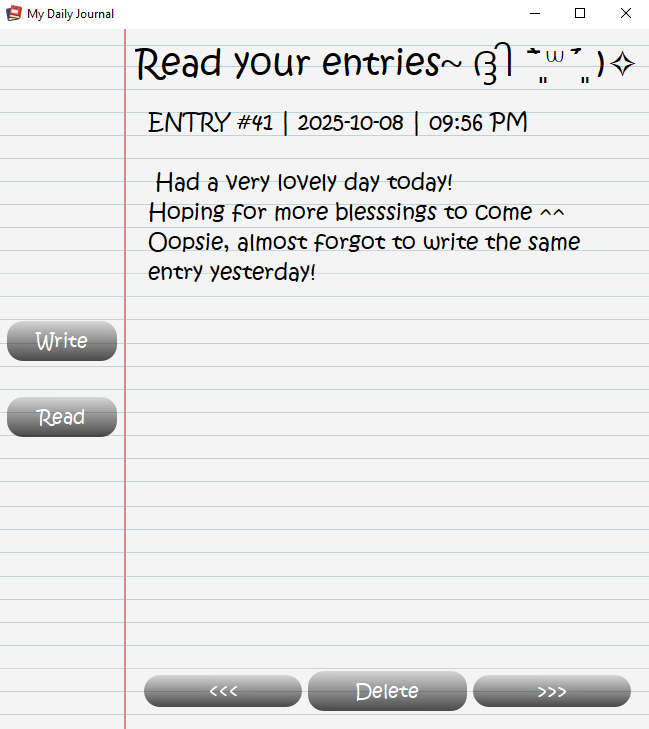 My Daily Journal
Read your entries~ ദ്ദി ˉ͈̀꒳ˉ͈́ )✧
ENTRY #41 | 2025-10-08 | 09:56 PM
Had a very lovely day today!
Hoping for more blesssings to come ^^
Oopsie, almost forgot to write the same
entry yesterday!
Write
Read
<<<
Delete
>>>